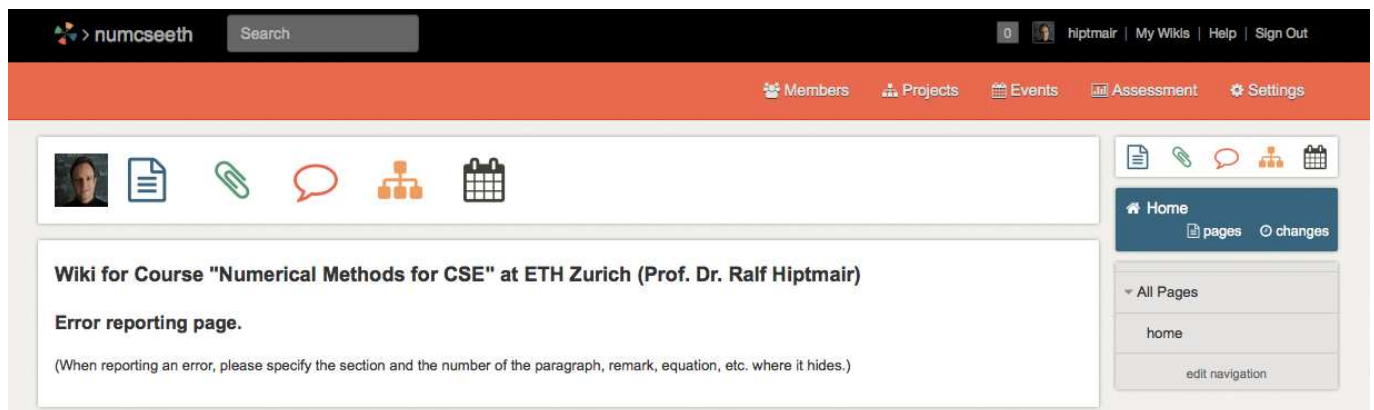 > numcseeth
Search
0 hiptmair | My Wikis | Help | Sign Out
Members Projects Events Assessment Settings
Home
pages changes
Wiki for Course "Numerical Methods for CSE" at ETH Zurich (Prof. Dr. Ralf Hiptmair)
Error reporting page.
(When reporting an error, please specify the section and the number of the paragraph, remark, equation, etc. where it hides.)
All Pages
home
edit navigation